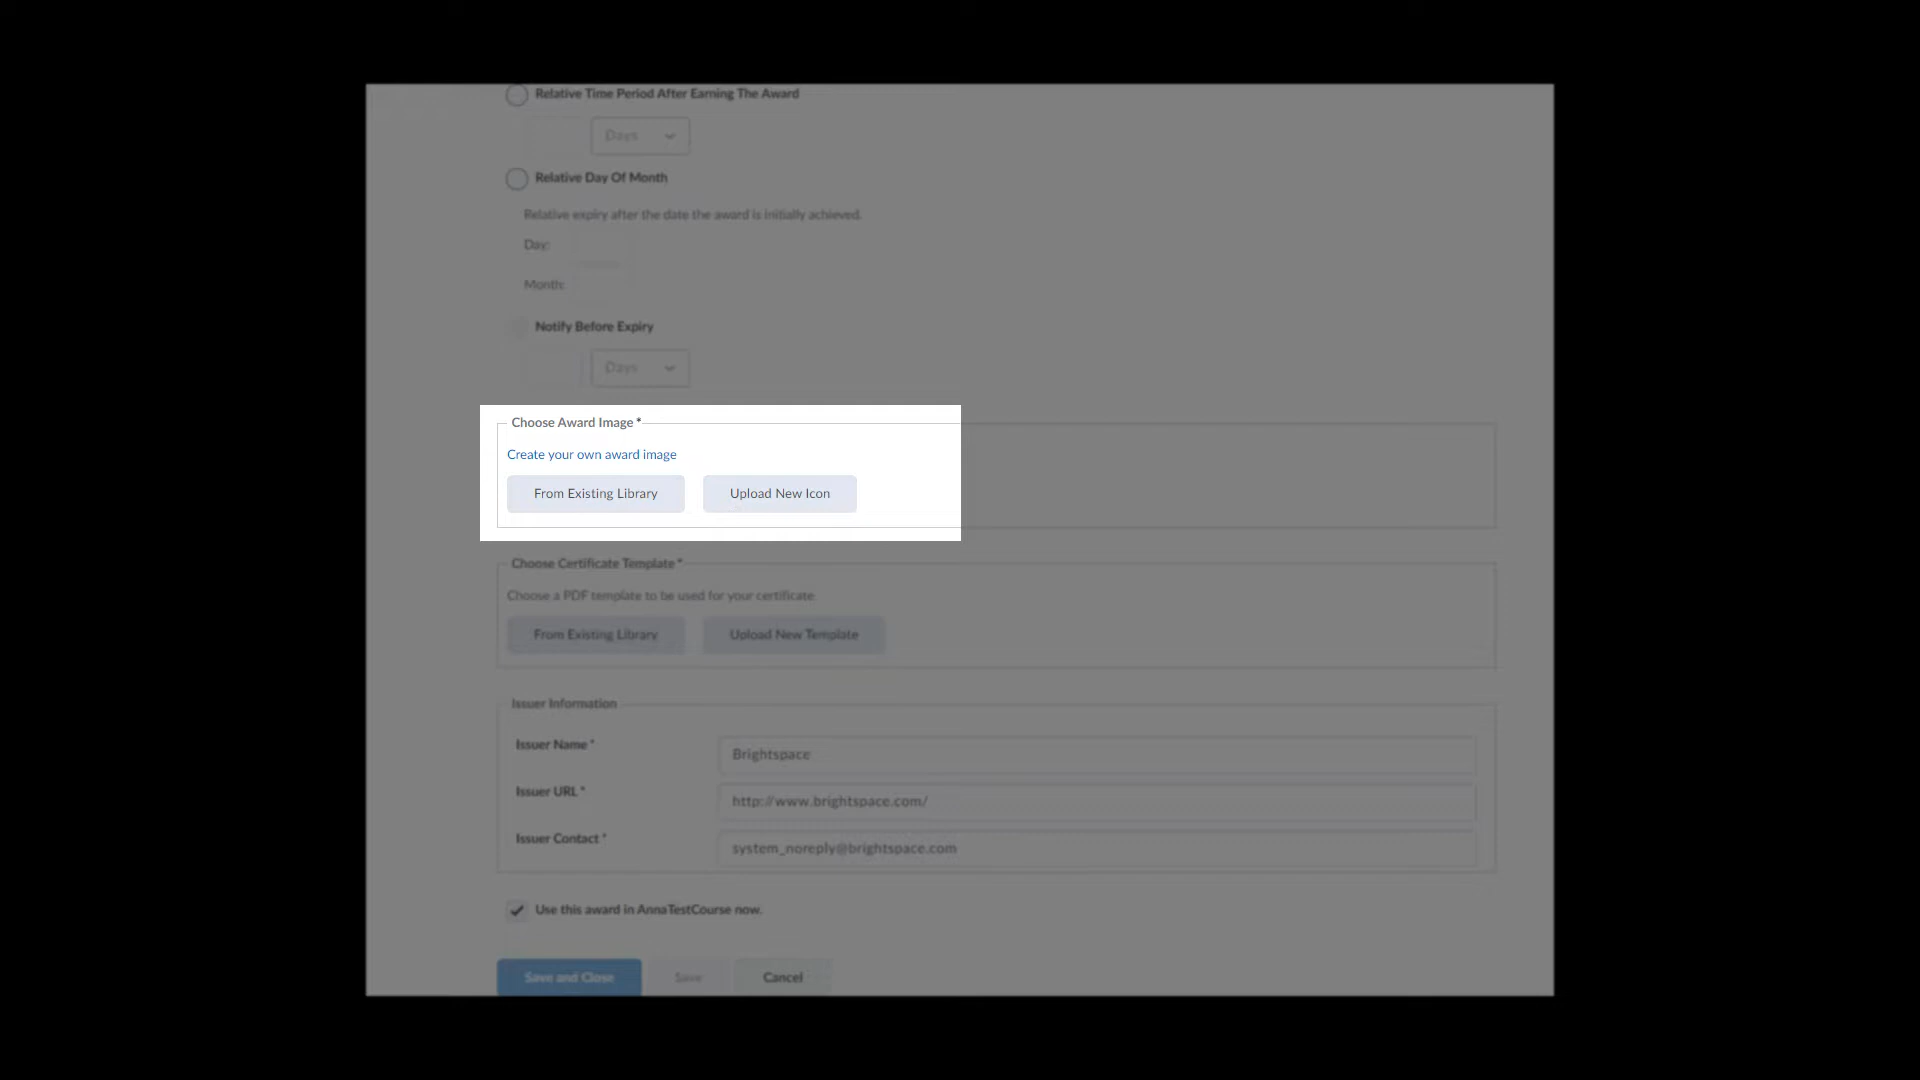 Relative Time Period After Earning The Award
Days
Relative Day Of Month
Relative expiry after the date the award is initially achieved.
Day:
Month:
Notify Before Expiry
Days
Choose Award Image *
Create your own award image
From Existing Library Upload New Icon
Choose Certificate Template *
Choose a PDF template to be used for your certificate
From Existing Library Upload New Template
Issuer Information
Issuer Name * Brightspace
Issuer URL * http://www.brightspace.com/
Issuer Contact * system_noreply@brightspace.com
Use this award in AnnaTestCourse now.
Save and Close Save Cancel